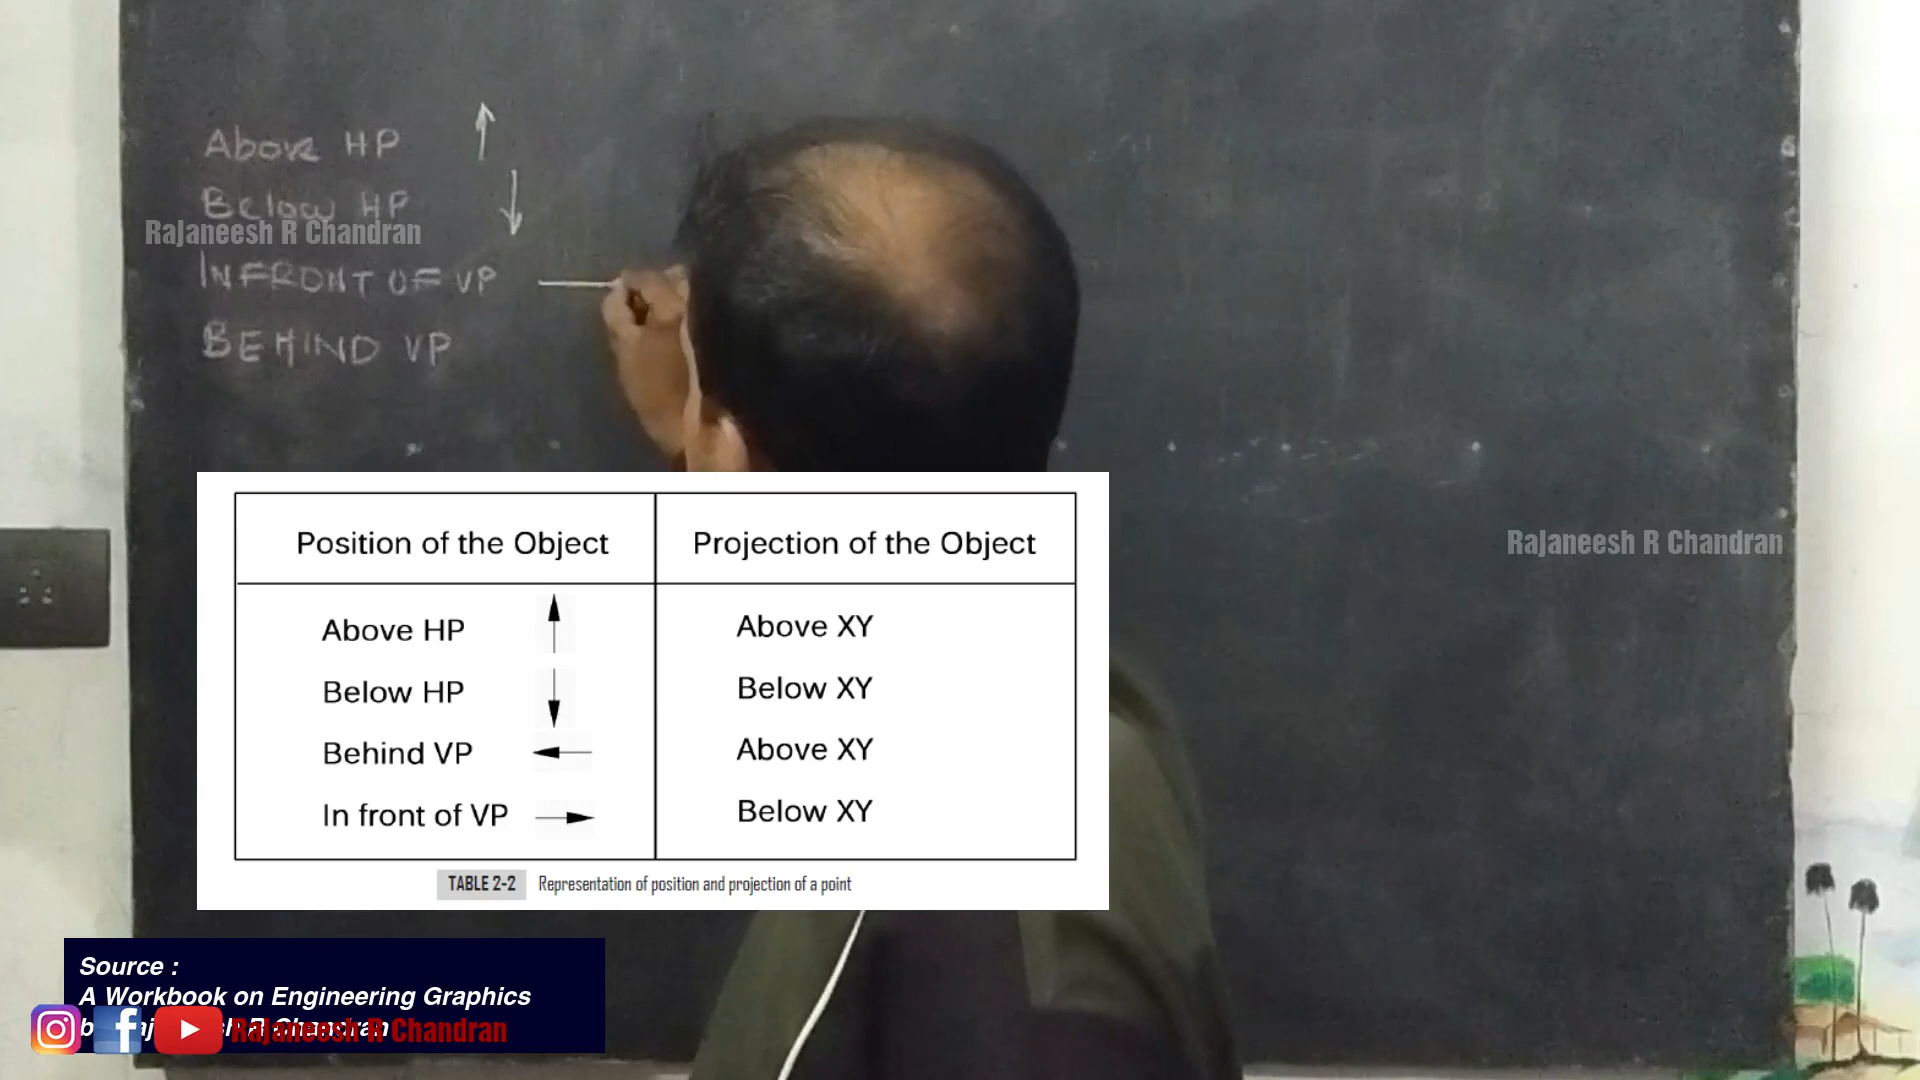 Above HP
Below HP
Rajaneesh R Chandran
INFRONT OF VP
BEHIND VP
Position of the Object Projection of the Object
Above HP Above XY
Below HP Below XY
Behind VP Above XY
In front of VP Below XY
TABLE 2-2 Representation of position and projection of a point
Rajaneesh R Chandran
Source :
A Workbook on Engineering Graphics
Rajaneesh R Chandran